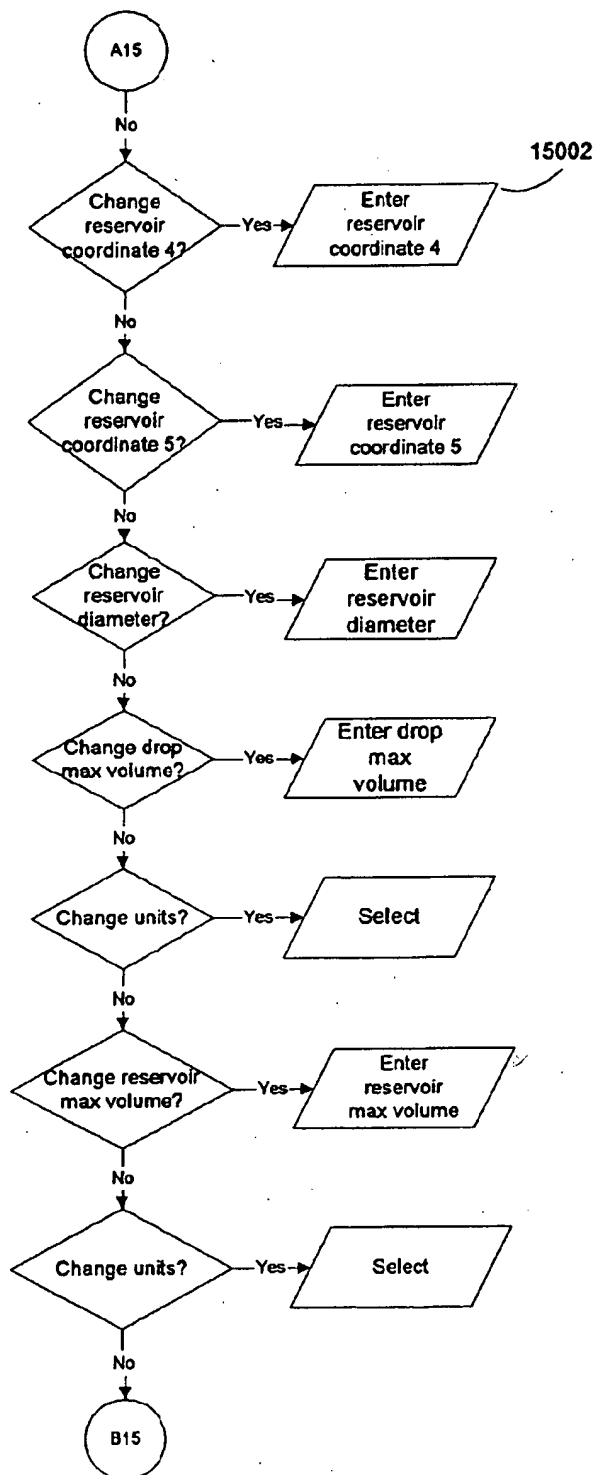 A15
No
15002
Change
reservoir
coordinate 4?
Yes
Enter
reservoir
coordinate 4
No
Change
reservoir
coordinate 5?
Yes
Enter
reservoir
coordinate 5
No
Change
reservoir
diameter?
Yes
Enter
reservoir
diameter
No
Change drop
max volume?
Yes
Enter drop
max
volume
No
Change units?
Yes
Select
No
Change reservoir
max volume?
Yes
Enter
reservoir
max volume
No
Change units?
Yes
Select
No
B15